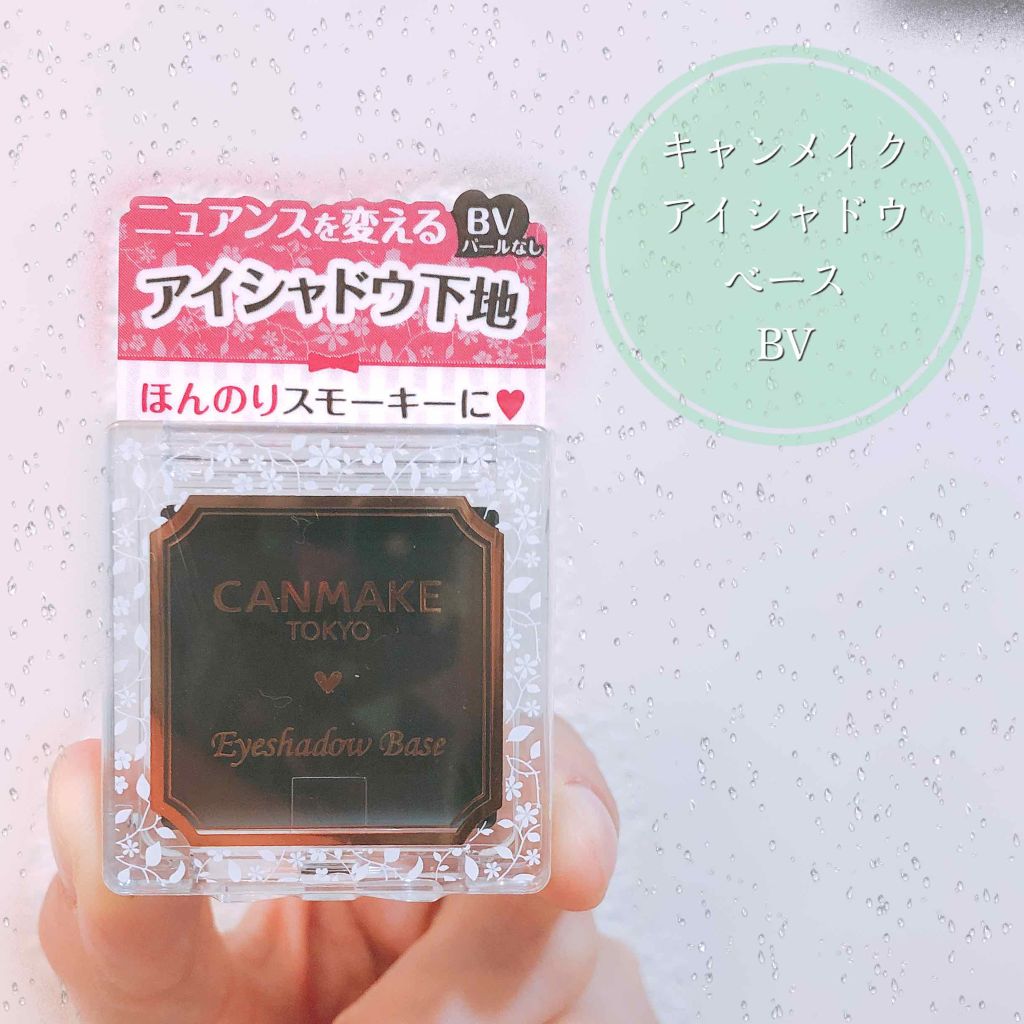 ニュアンスを変える
BV
パールなし
アイシャドウ下地
ほんのりスモーキーに♥
CANMAKE
TOKYO
Eyeshadow Base
キャンメイク
アイシャドウ
ベース
BV